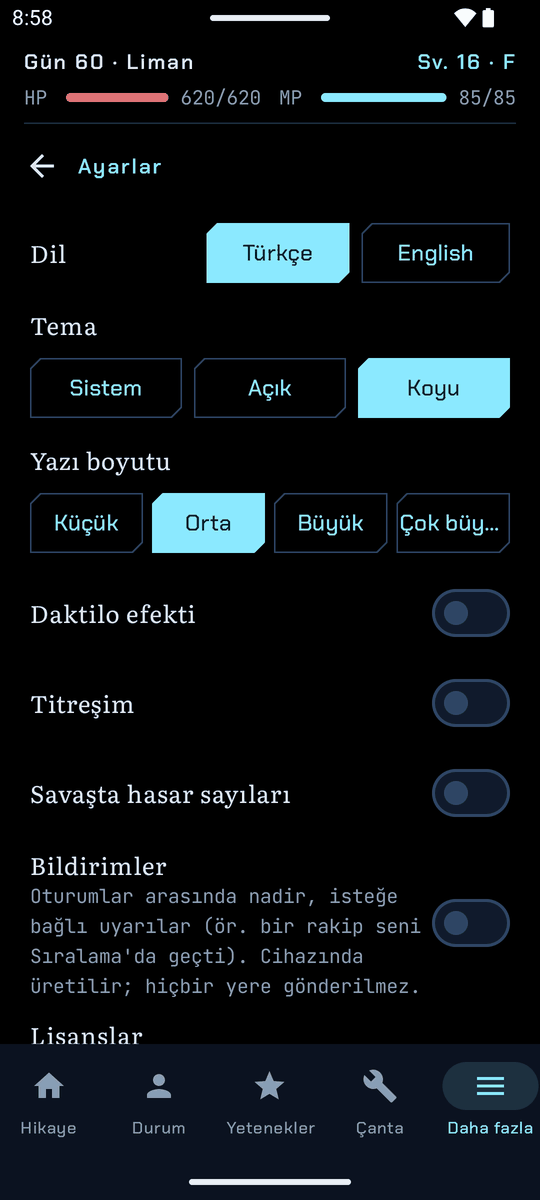 8:58
Gün 60 · Liman Sv. 16 · F
HP 620/620 MP 85/85
Ayarlar
Dil Türkçe English
Tema
Sistem Açık Koyu
Yazı boyutu
Küçük Orta Büyük Çok büy...
Daktilo efekti
Titreşim
Savaşta hasar sayıları
Bildirimler
Oturumlar arasında nadir, isteğe
bağlı uyarılar (ör. bir rakip seni
Sıralama'da geçti). Cihazında
üretilir; hiçbir yere gönderilmez.
Lisanslar
Hikaye Durum Yetenekler Çanta Daha fazla